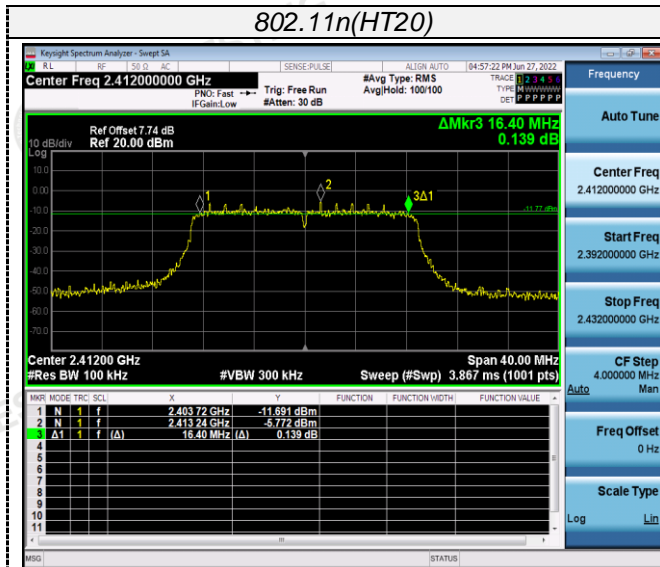 802.11n(HT20)
Keysight Spectrum Analyzer - Swept SA
RL RF 50 Ω AC SENSE:PULSE ALIGN AUTO 04:57:22 PM Jun 27, 2022
Center Freq 2.412000000 GHz #Avg Type: RMS TRACE 1 2 3 4 5 6
PNO: Fast Trig: Free Run Avg|Hold: 100/100 TYPE M WWWWW
IFGain:Low #Atten: 30 dB DET P P P P P P
Frequency
Auto Tune
ΔMkr3 16.40 MHz
Ref Offset 7.74 dB
10 dB/div Ref 20.00 dBm 0.139 dB
Log
10.0
0.00
-10.0
-20.0
-30.0
-40.0
-50.0
-60.0
-70.0
1
2
3Δ1
-11.77 dBm
Center 2.41200 GHz Span 40.00 MHz
#Res BW 100 kHz #VBW 300 kHz Sweep (#Swp) 3.867 ms (1001 pts)
MKR MODE TRC SCL X Y FUNCTION FUNCTION WIDTH FUNCTION VALUE
1 N 1 f 2.403 72 GHz -11.691 dBm
2 N 1 f 2.413 24 GHz -5.772 dBm
3 Δ1 1 f (Δ) 16.40 MHz (Δ) 0.139 dB
4
5
6
7
8
9
10
11
Center Freq
2.412000000 GHz
Start Freq
2.392000000 GHz
Stop Freq
2.432000000 GHz
CF Step
4.000000 MHz
Auto Man
Freq Offset
0 Hz
Scale Type
Log Lin
MSG STATUS